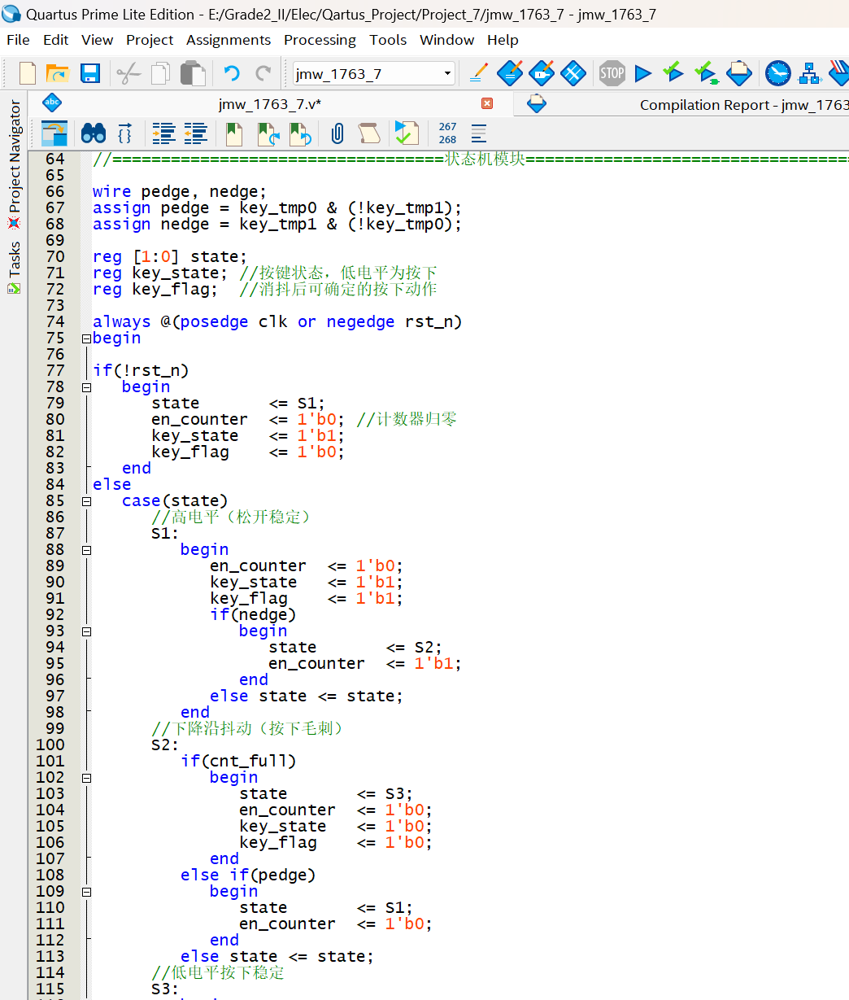 Quartus Prime Lite Edition - E:/Grade2_II/Elec/Qartus_Project/Project_7/jmw_1763_7 - jmw_1763_7
File Edit View Project Assignments Processing Tools Window Help
jmw_1763_7
STOP
abc
jmw_1763_7.v*
Compilation Report - jmw_1763
267
268
Project Navigator
Tasks
64 //==================================状态机模块=================================
65
66 wire pedge, nedge;
67 assign pedge = key_tmp0 & (!key_tmp1);
68 assign nedge = key_tmp1 & (!key_tmp0);
69
70 reg [1:0] state;
71 reg key_state; //按键状态，低电平为按下
72 reg key_flag;  //消抖后可确定的按下动作
73
74 always @(posedge clk or negedge rst_n)
75 begin
76
77 if(!rst_n)
78    begin
79       state       <= S1;
80       en_counter  <= 1'b0; //计数器归零
81       key_state   <= 1'b1;
82       key_flag    <= 1'b0;
83    end
84 else
85    case(state)
86       //高电平（松开稳定）
87       S1:
88          begin
89             en_counter  <= 1'b0;
90             key_state   <= 1'b1;
91             key_flag    <= 1'b1;
92             if(nedge)
93                begin
94                   state       <= S2;
95                   en_counter  <= 1'b1;
96                end
97             else state <= state;
98          end
99       //下降沿抖动（按下毛刺）
100       S2:
101          if(cnt_full)
102             begin
103                state       <= S3;
104                en_counter  <= 1'b0;
105                key_state   <= 1'b0;
106                key_flag    <= 1'b0;
107             end
108          else if(pedge)
109             begin
110                state       <= S1;
111                en_counter  <= 1'b0;
112             end
113          else state <= state;
114       //低电平按下稳定
115       S3: